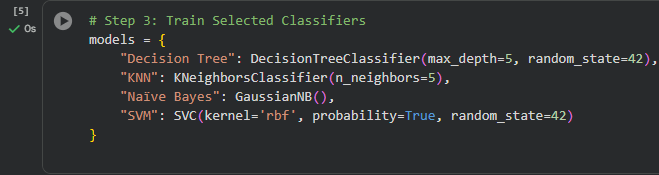 [5]
0s
# Step 3: Train Selected Classifiers
models = {
    "Decision Tree": DecisionTreeClassifier(max_depth=5, random_state=42),
    "KNN": KNeighborsClassifier(n_neighbors=5),
    "Naïve Bayes": GaussianNB(),
    "SVM": SVC(kernel='rbf', probability=True, random_state=42)
}